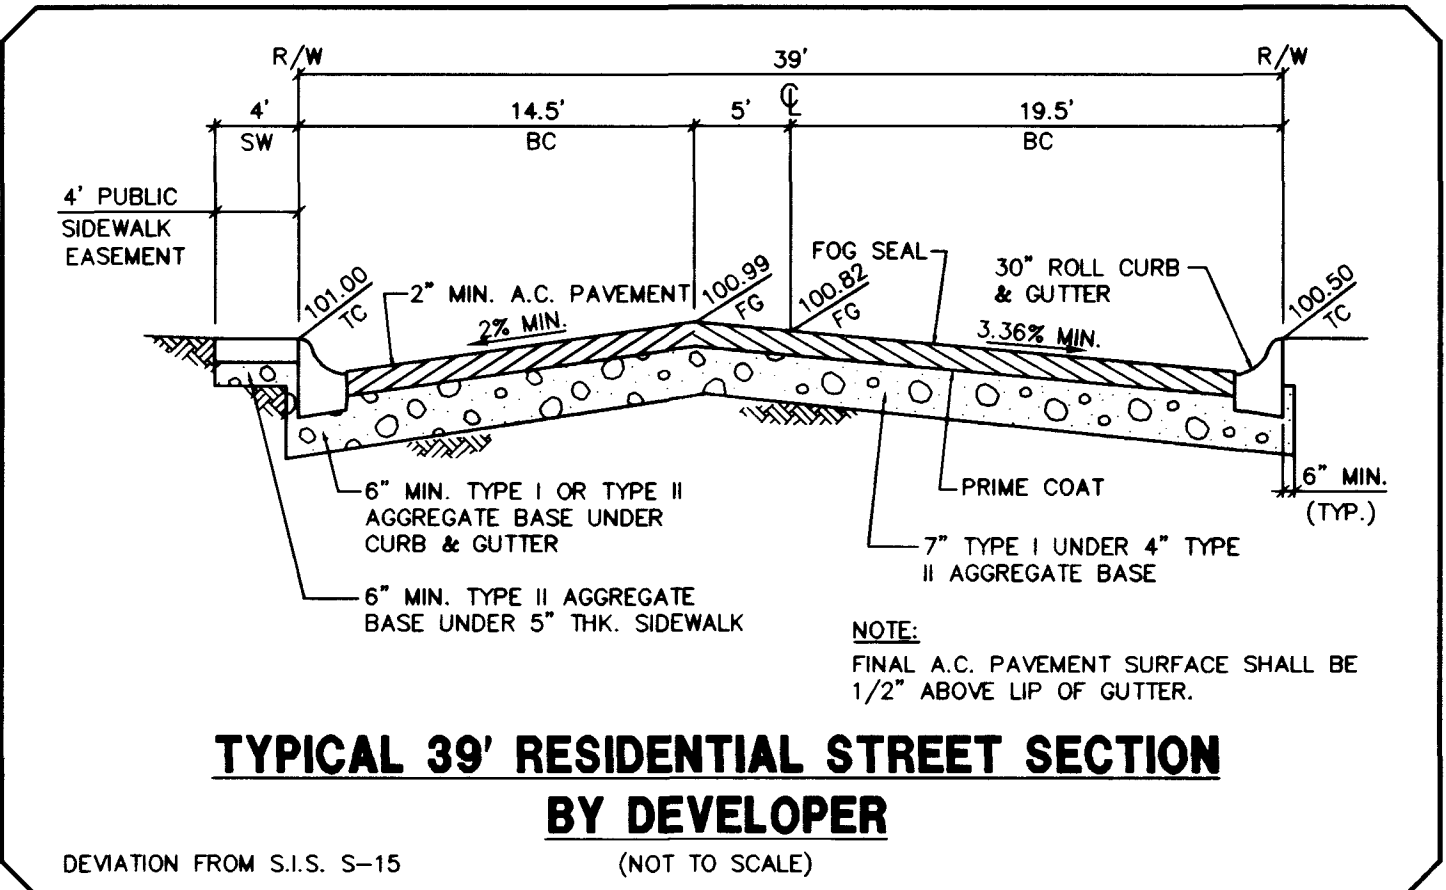 R/W
39'
R/W
4'
14.5'
5'
℄
19.5'
SW
BC
BC
4' PUBLIC
SIDEWALK
EASEMENT
101.00
TC
2" MIN. A.C. PAVEMENT
100.99
FG
100.82
FG
FOG SEAL
30" ROLL CURB
& GUTTER
100.50
TC
2% MIN.
3.36% MIN.
6" MIN. TYPE I OR TYPE II
AGGREGATE BASE UNDER
CURB & GUTTER
PRIME COAT
6" MIN.
(TYP.)
7" TYPE I UNDER 4" TYPE
II AGGREGATE BASE
6" MIN. TYPE II AGGREGATE
BASE UNDER 5" THK. SIDEWALK
NOTE:
FINAL A.C. PAVEMENT SURFACE SHALL BE
1/2" ABOVE LIP OF GUTTER.
TYPICAL 39' RESIDENTIAL STREET SECTION
BY DEVELOPER
DEVIATION FROM S.I.S. S-15
(NOT TO SCALE)